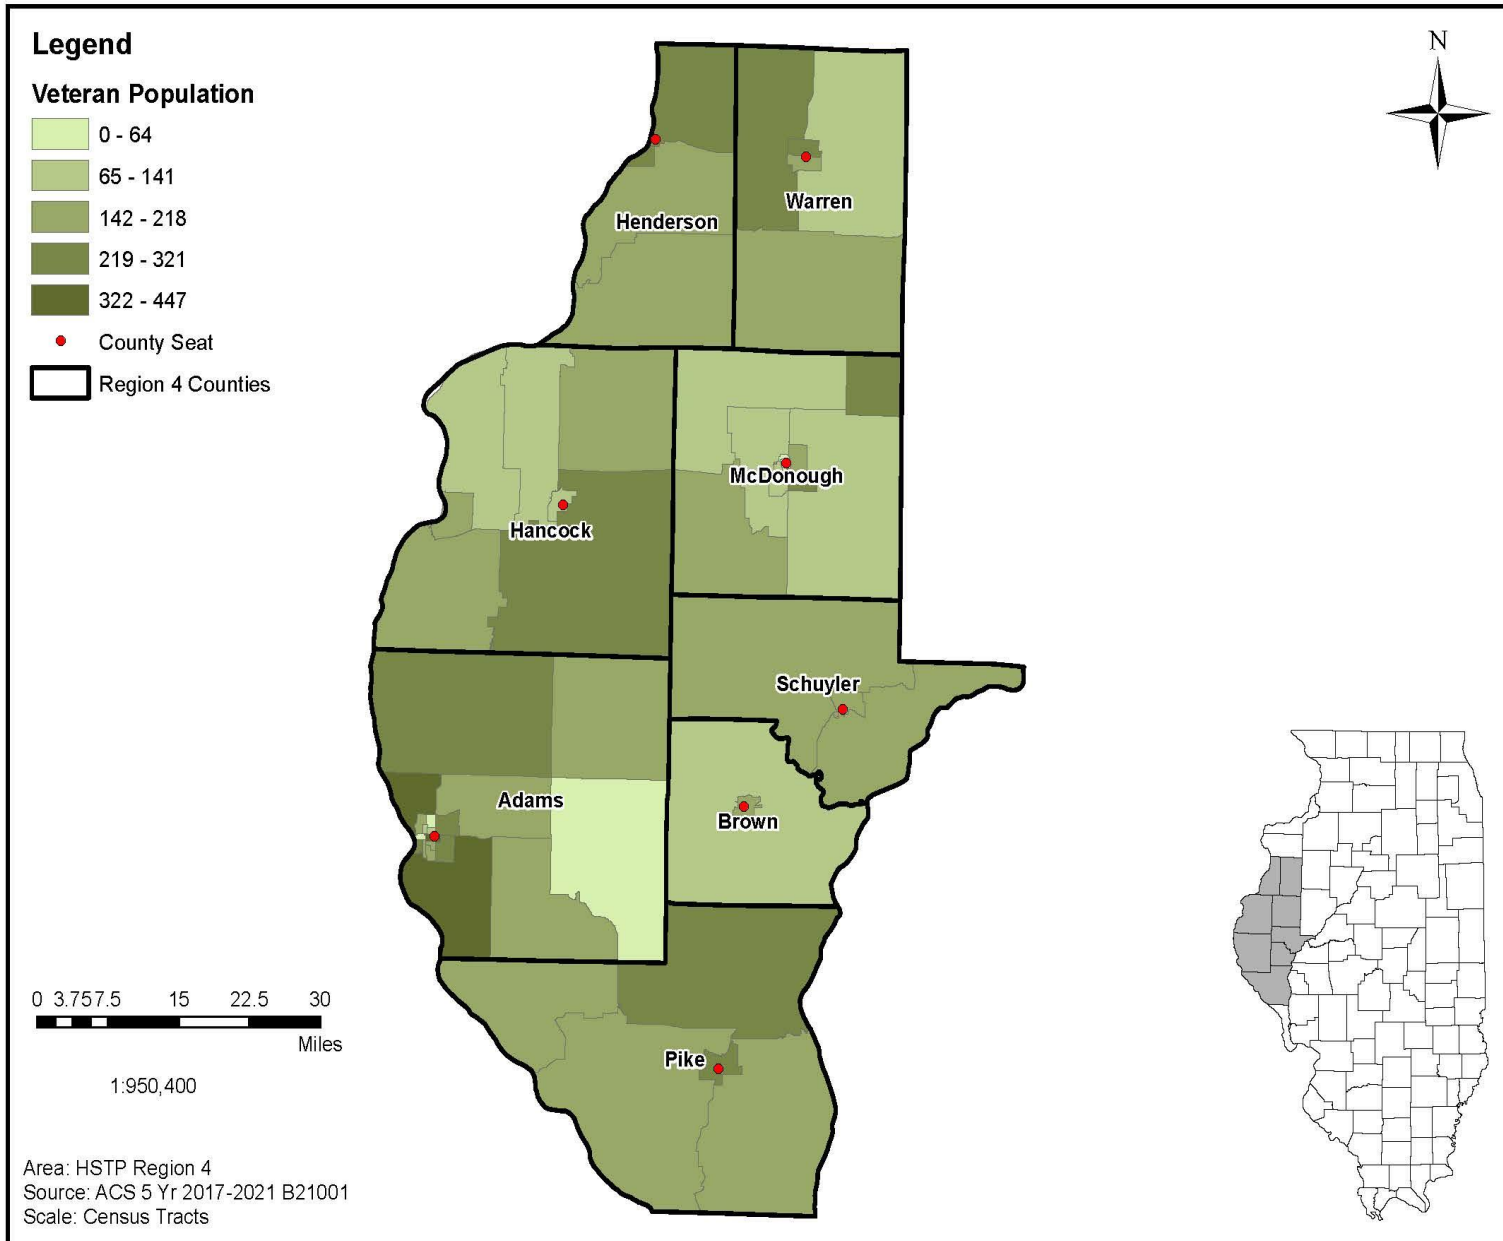 Legend
Veteran Population
0 - 64
65 - 141
142 - 218
219 - 321
322 - 447
County Seat
Region 4 Counties
N
Henderson
Warren
McDonough
Hancock
Schuyler
Adams
Brown
Pike
0 3.75 7.5 15 22.5 30
Miles
1:950,400
Area: HSTP Region 4
Source: ACS 5 Yr 2017-2021 B21001
Scale: Census Tracts